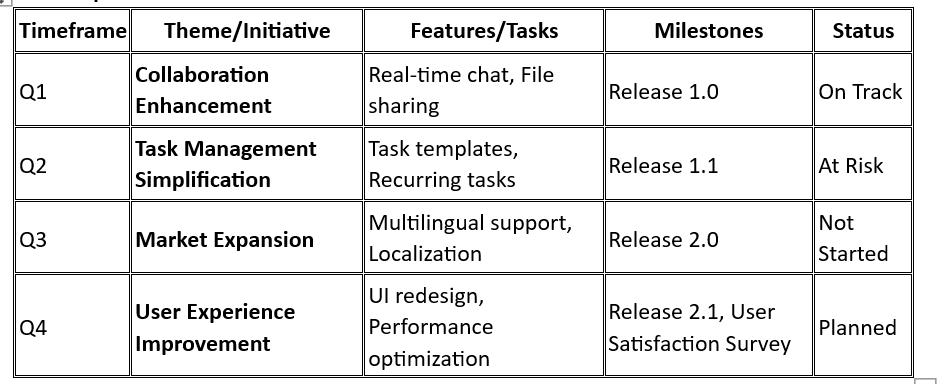 Timeframe Theme/Initiative Features/Tasks Milestones Status
Q1
Collaboration
Enhancement
Real-time chat, File
sharing
Release 1.0
On Track
Q2
Task Management
Simplification
Task templates,
Recurring tasks
Release 1.1
At Risk
Q3
Market Expansion
Multilingual support,
Localization
Release 2.0
Not
Started
Q4
User Experience
Improvement
UI redesign,
Performance
optimization
Release 2.1, User
Satisfaction Survey
Planned